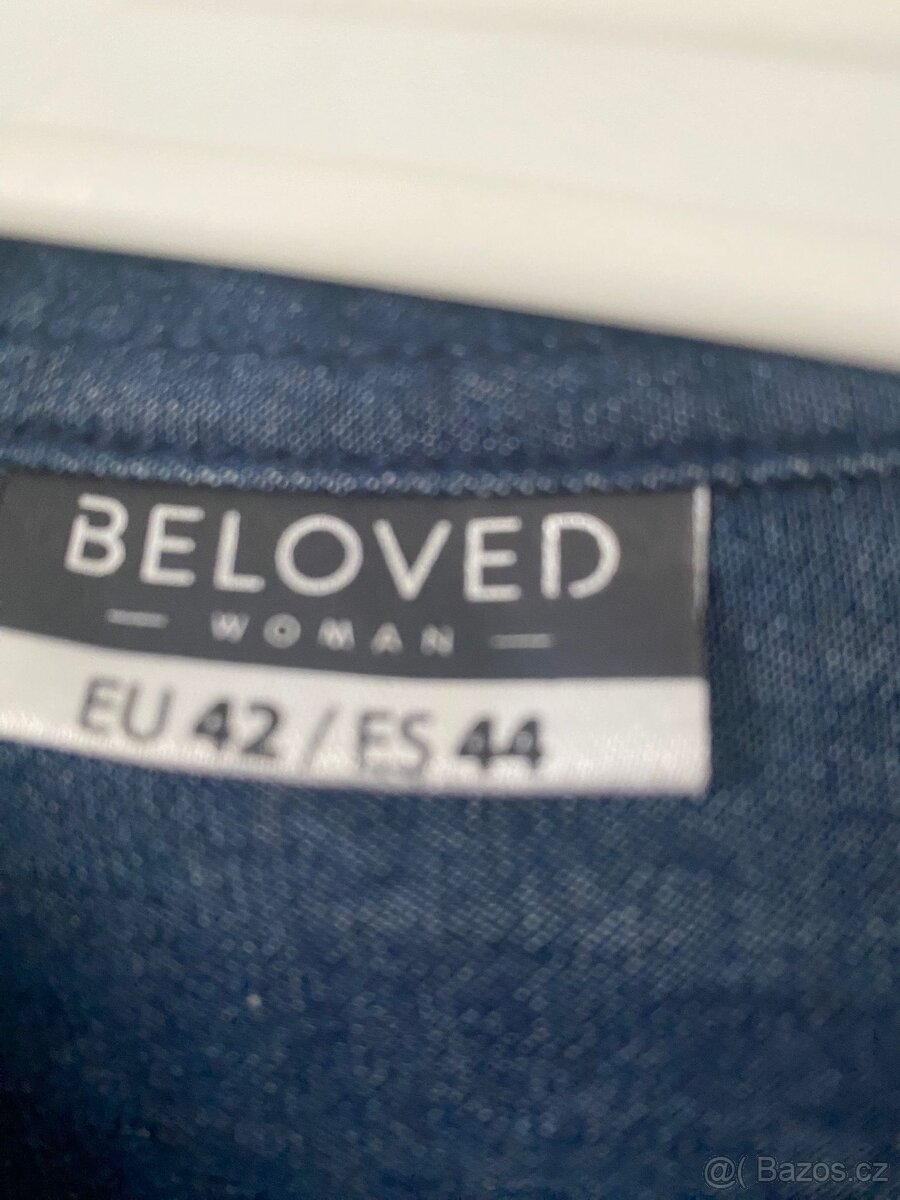 BELOVED
— WOMAN —
EU 42 / ES 44
@( Bazos.cz